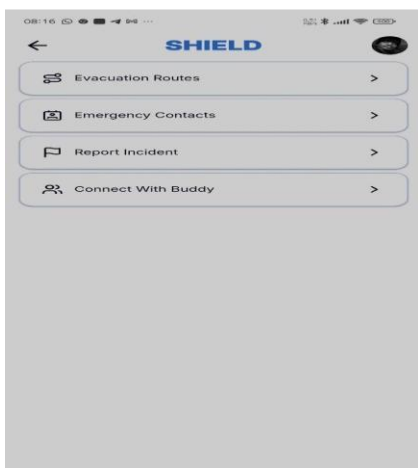 08:16
SHIELD
Evacuation Routes
Emergency Contacts
Report Incident
Connect With Buddy